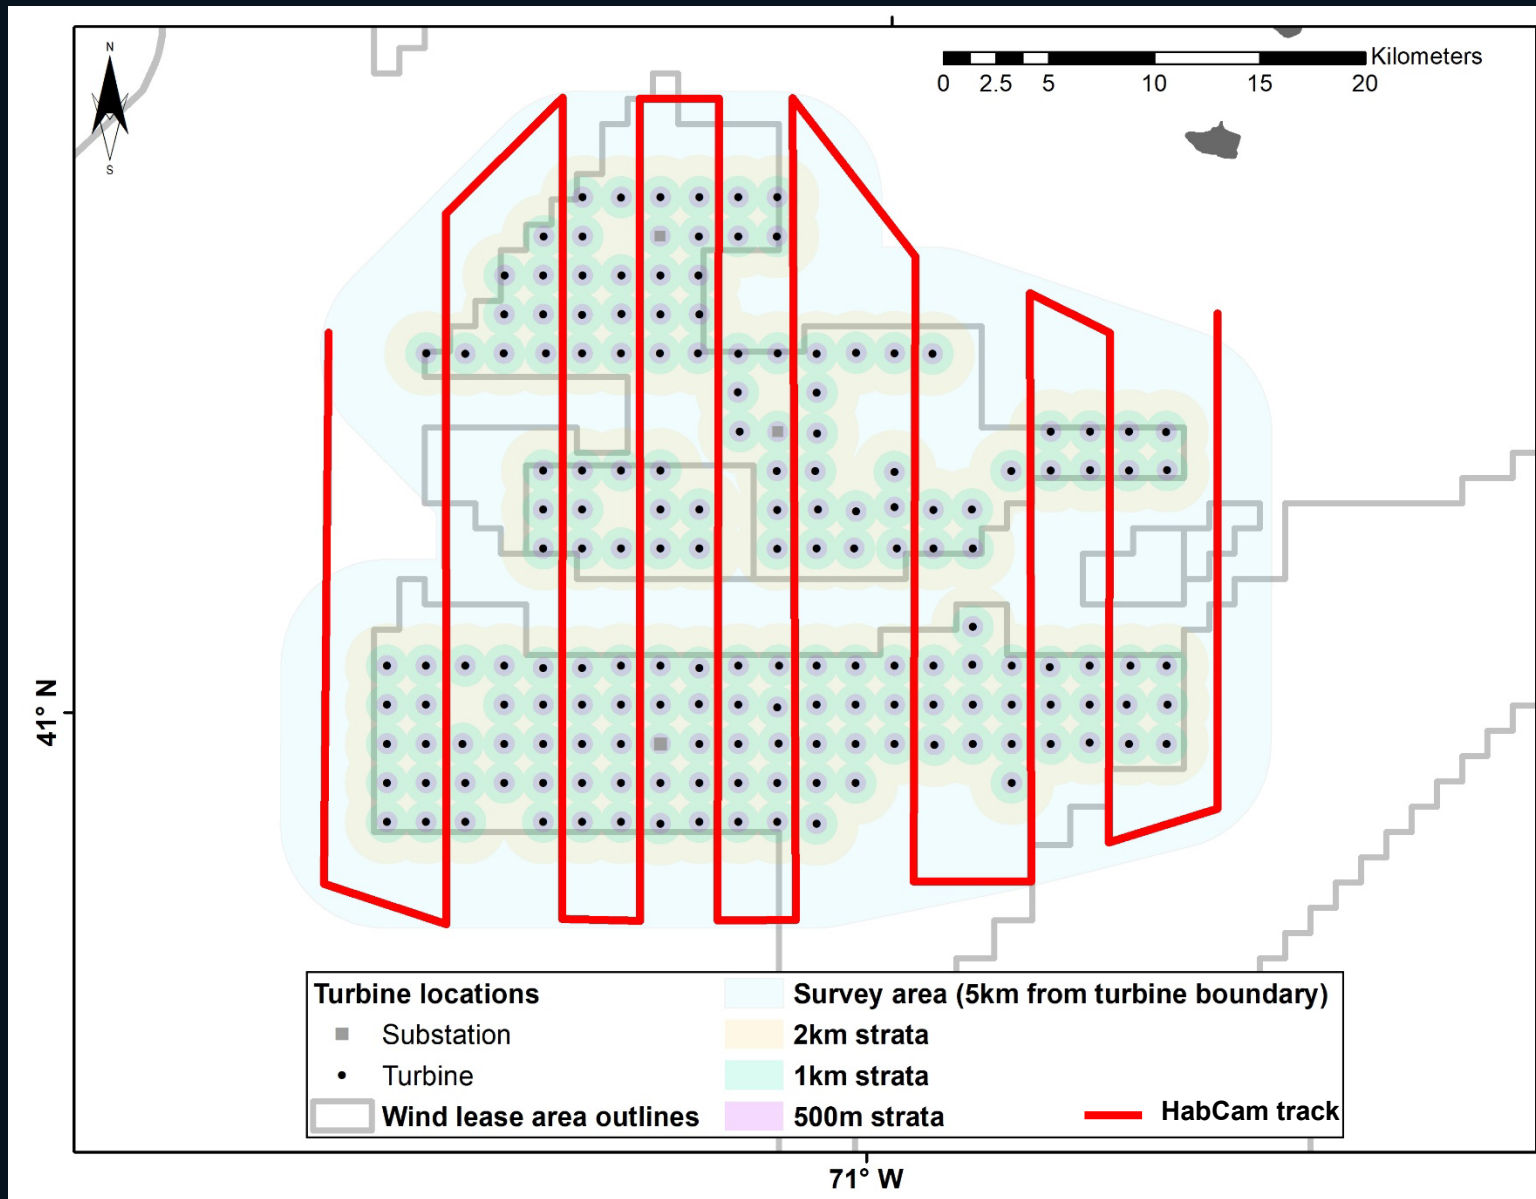 N
S
Kilometers
0 2.5 5 10 15 20
41° N
Turbine locations
Substation
Turbine
Wind lease area outlines
Survey area (5km from turbine boundary)
2km strata
1km strata
500m strata
HabCam track
71° W